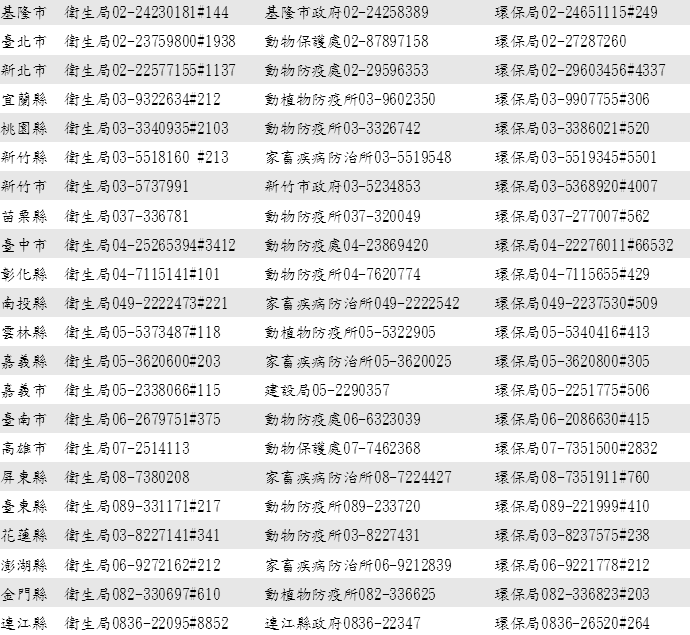 基隆市 衛生局02-24230181#144 基隆市政府02-24258389 環保局02-24651115#249
臺北市 衛生局02-23759800#1938 動物保護處02-87897158 環保局02-27287260
新北市 衛生局02-22577155#1137 動物防疫處02-29596353 環保局02-29603456#4337
宜蘭縣 衛生局03-9322634#212 動植物防疫所03-9602350 環保局03-9907755#306
桃園縣 衛生局03-3340935#2103 動物防疫所03-3326742 環保局03-3386021#520
新竹縣 衛生局03-5518160 #213 家畜疾病防治所03-5519548 環保局03-5519345#5501
新竹市 衛生局03-5737991 新竹市政府03-5234853 環保局03-5368920#4007
苗栗縣 衛生局037-336781 動物防疫所037-320049 環保局037-277007#562
臺中市 衛生局04-25265394#3412 動物防疫處04-23869420 環保局04-22276011#66532
彰化縣 衛生局04-7115141#101 動物防疫所04-7620774 環保局04-7115655#429
南投縣 衛生局049-2222473#221 家畜疾病防治所049-2222542 環保局049-2237530#509
雲林縣 衛生局05-5373487#118 動植物防疫所05-5322905 環保局05-5340416#413
嘉義縣 衛生局05-3620600#203 家畜疾病防治所05-3620025 環保局05-3620800#305
嘉義市 衛生局05-2338066#115 建設局05-2290357 環保局05-2251775#506
臺南市 衛生局06-2679751#375 動物防疫處06-6323039 環保局06-2086630#415
高雄市 衛生局07-2514113 動物保護處07-7462368 環保局07-7351500#2832
屏東縣 衛生局08-7380208 家畜疾病防治所08-7224427 環保局08-7351911#760
臺東縣 衛生局089-331171#217 動物防疫所089-233720 環保局089-221999#410
花蓮縣 衛生局03-8227141#341 動物防疫所03-8227431 環保局03-8237575#238
澎湖縣 衛生局06-9272162#212 家畜疾病防治所06-9212839 環保局06-9221778#212
金門縣 衛生局082-330697#610 動植物防疫所082-336625 環保局082-336823#203
連江縣 衛生局0836-22095#8852 連江縣政府0836-22347 環保局0836-26520#264